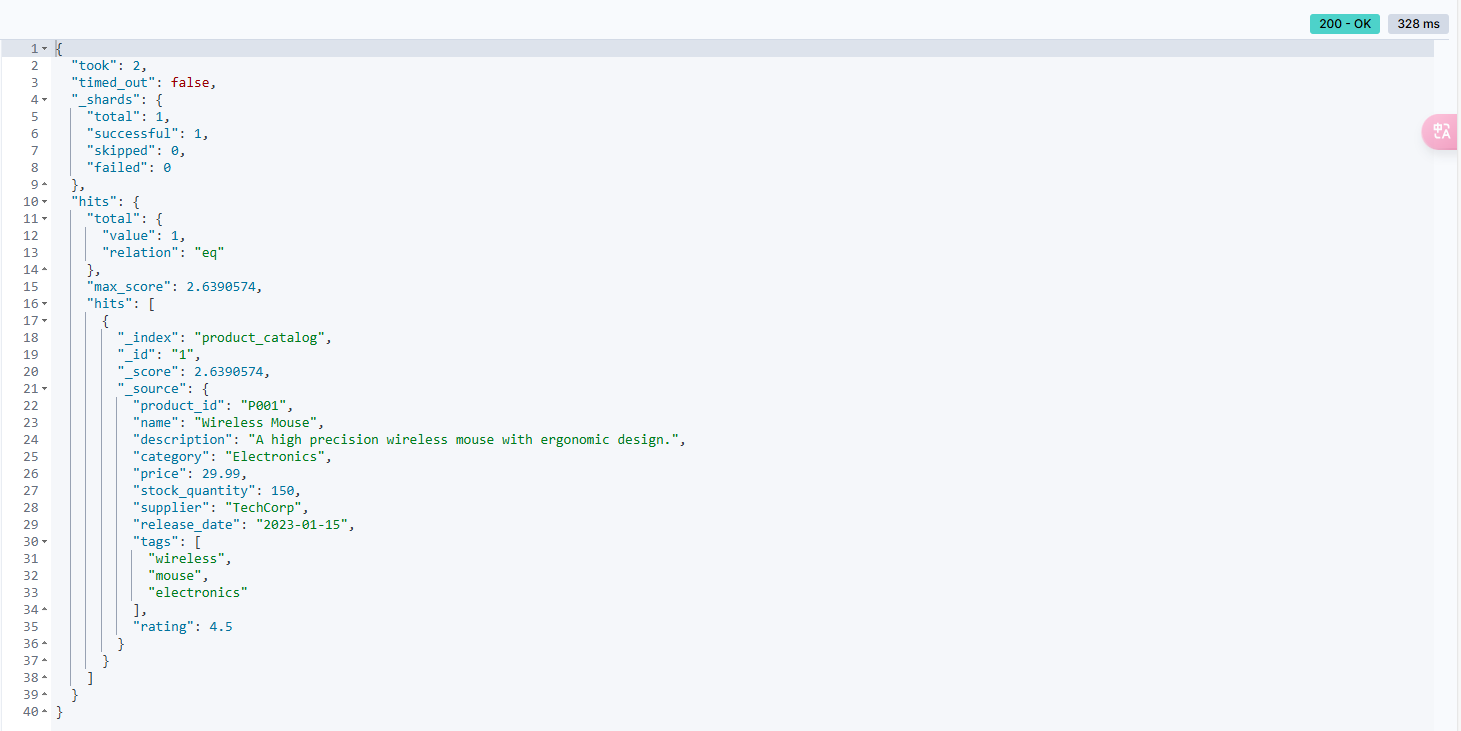 200 - OK 328 ms
1 {
2 "took": 2,
3 "timed_out": false,
4 "_shards": {
5 "total": 1,
6 "successful": 1,
7 "skipped": 0,
8 "failed": 0
9 },
10 "hits": {
11 "total": {
12 "value": 1,
13 "relation": "eq"
14 },
15 "max_score": 2.6390574,
16 "hits": [
17 {
18 "_index": "product_catalog",
19 "_id": "1",
20 "_score": 2.6390574,
21 "_source": {
22 "product_id": "P001",
23 "name": "Wireless Mouse",
24 "description": "A high precision wireless mouse with ergonomic design.",
25 "category": "Electronics",
26 "price": 29.99,
27 "stock_quantity": 150,
28 "supplier": "TechCorp",
29 "release_date": "2023-01-15",
30 "tags": [
31 "wireless",
32 "mouse",
33 "electronics"
34 ],
35 "rating": 4.5
36 }
37 }
38 ]
39 }
40 }
中A